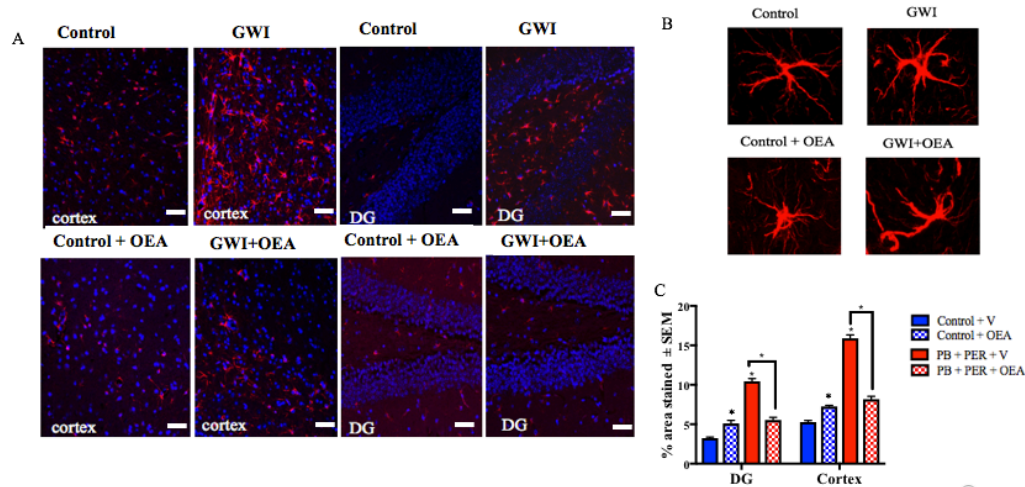 A
Control
GWI
Control
GWI
cortex
cortex
DG
DG
Control + OEA
GWI+OEA
Control + OEA
GWI+OEA
cortex
cortex
DG
DG
B
Control
GWI
Control + OEA
GWI+OEA
C
% area stained ± SEM
20
15
10
5
0
*
*
*
*
*
*
DG
Cortex
Control + V
Control + OEA
PB + PER + V
PB + PER + OEA